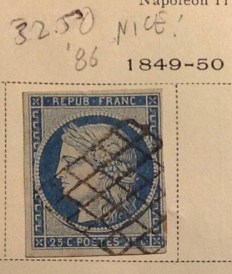 Napoleon II
32.50 NICE!
'86
1849-50
REPUB. FRANC.
25 C. POSTES. 25 C.